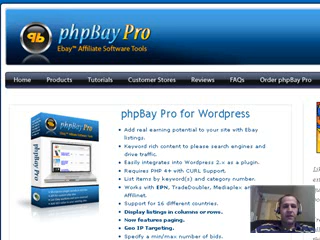 phpBay Pro
Ebay™ Affiliate Software Tools
Home Products Tutorials Customer Stores Reviews FAQs Order phpBay Pro
phpBay Pro for Wordpress
Add real earning potential to your site with Ebay
listings.
Keyword rich content to please search engines and
drive traffic.
Easily integrates into Wordpress 2.x as a plugin.
Requires PHP 4+ with CURL Support.
List items by keyword(s) and category number.
Works with EPN, TradeDoubler, Mediaplex and
Affilinet.
Support for 16 different countries.
Display listings in columns or rows.
Now features paging.
Geo IP Targeting.
Specify a min/max number of bids.
phpBay Pro
phpBay Pro